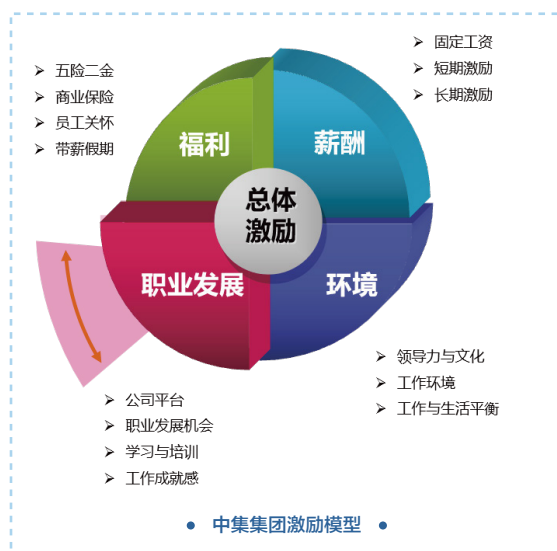 五险二金
商业保险
员工关怀
带薪假期
固定工资
短期激励
长期激励
福利
薪酬
总体
激励
职业发展
环境
领导力与文化
工作环境
工作与生活平衡
公司平台
职业发展机会
学习与培训
工作成就感
中集集团激励模型